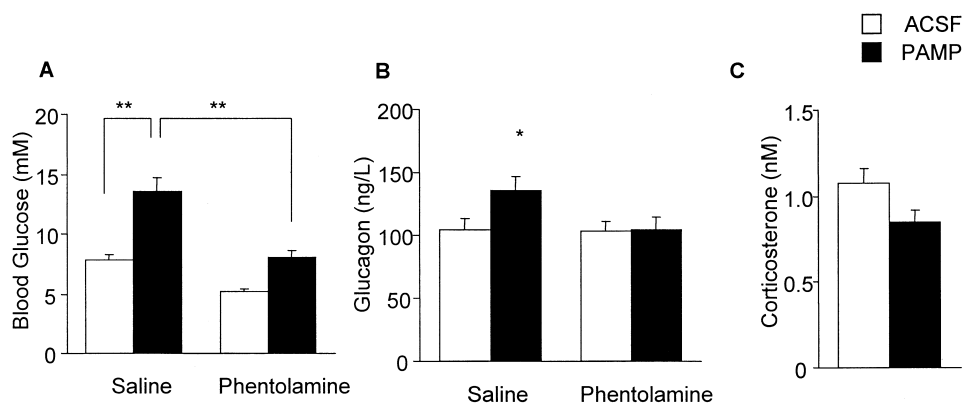 ACSF
PAMP
A
B
C
**
**
20
15
10
5
0
Blood Glucose (mM)
Saline
Phentolamine
200
150
100
50
0
Glucagon (ng/L)
*
Saline
Phentolamine
1.5
1.0
0.5
0
Corticosterone (nM)